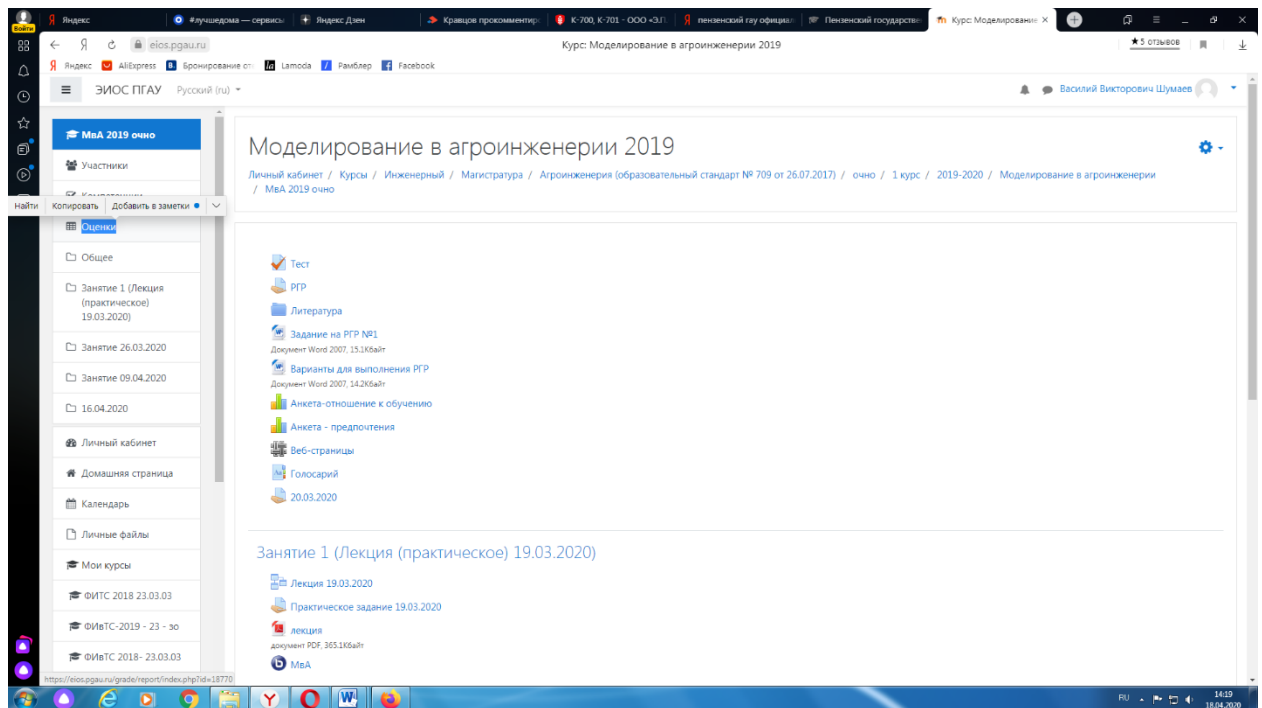 Войти
Яндекс
#лучшедома — сервисы
Яндекс Дзен
Кравцов прокомментир
К-700, К-701 - ООО «Э.П.
пензенский гау официал
Пензенский государстве
Курс: Моделирование
eios.pgau.ru
Курс: Моделирование в агроинженерии 2019
★5 отзывов
Яндекс
AliExpress
Бронирование от
Lamoda
Рамблер
Facebook
ЭИОС ПГАУ
Русский (ru)
Василий Викторович Шумаев
МвА 2019 очно
Участники
Найти
Копировать
Добавить в заметки
Оценки
Общее
Занятие 1 (Лекция
(практическое)
19.03.2020)
Занятие 26.03.2020
Занятие 09.04.2020
16.04.2020
Личный кабинет
Домашняя страница
Календарь
Личные файлы
Мои курсы
ФИТС 2018 23.03.03
ФИвТС-2019 - 23 - зо
ФИвТС 2018- 23.03.03
https://eios.pgau.ru/grade/report/index.php?id=18770
Моделирование в агроинженерии 2019
Личный кабинет / Курсы / Инженерный / Магистратура / Агроинженерия (образовательный стандарт № 709 от 26.07.2017) / очно / 1 курс / 2019-2020 / Моделирование в агроинженерии
/ МвА 2019 очно
Тест
РГР
Литература
Задание на РГР №1
Документ Word 2007, 15.1Кбайт
Варианты для выполнения РГР
Документ Word 2007, 14.2Кбайт
Анкета-отношение к обучению
Анкета - предпочтения
Веб-страницы
Голосарий
20.03.2020
Занятие 1 (Лекция (практическое) 19.03.2020)
Лекция 19.03.2020
Практическое задание 19.03.2020
лекция
документ PDF, 365.1Кбайт
МвА
RU
14:19
18.04.2020